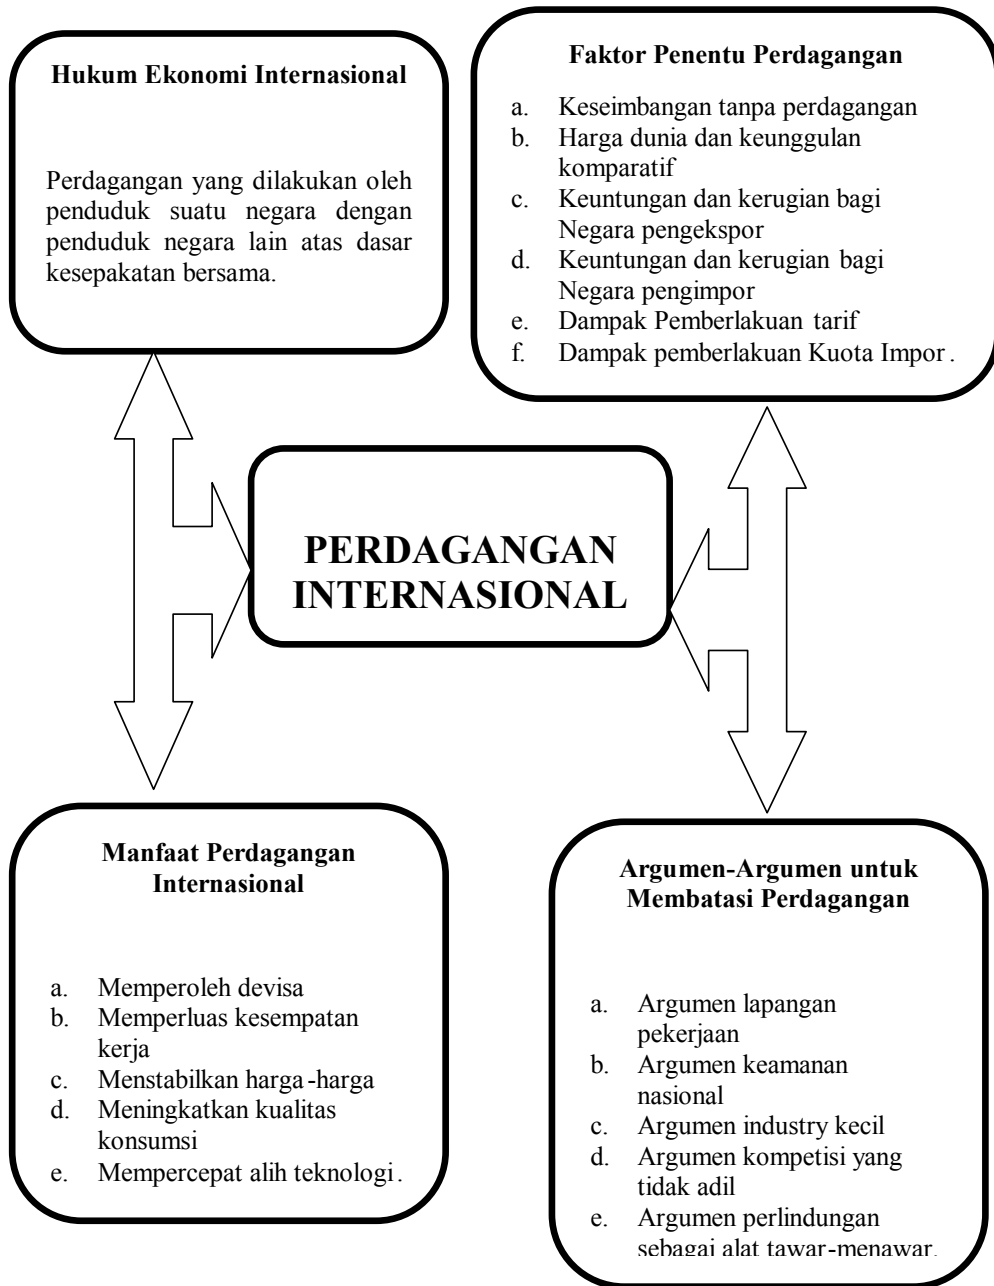 Hukum Ekonomi Internasional
Perdagangan yang dilakukan oleh
penduduk suatu negara dengan
penduduk negara lain atas dasar
kesepakatan bersama.
Faktor Penentu Perdagangan
a. Keseimbangan tanpa perdagangan
b. Harga dunia dan keunggulan
komparatif
c. Keuntungan dan kerugian bagi
Negara pengekspor
d. Keuntungan dan kerugian bagi
Negara pengimpor
e. Dampak Pemberlakuan tarif
f. Dampak pemberlakuan Kuota Impor.
PERDAGANGAN
INTERNASIONAL
Manfaat Perdagangan
Internasional
a. Memperoleh devisa
b. Memperluas kesempatan
kerja
c. Menstabilkan harga-harga
d. Meningkatkan kualitas
konsumsi
e. Mempercepat alih teknologi.
Argumen-Argumen untuk
Membatasi Perdagangan
a. Argumen lapangan
pekerjaan
b. Argumen keamanan
nasional
c. Argumen industry kecil
d. Argumen kompetisi yang
tidak adil
e. Argumen perlindungan
sebagai alat tawar-menawar.